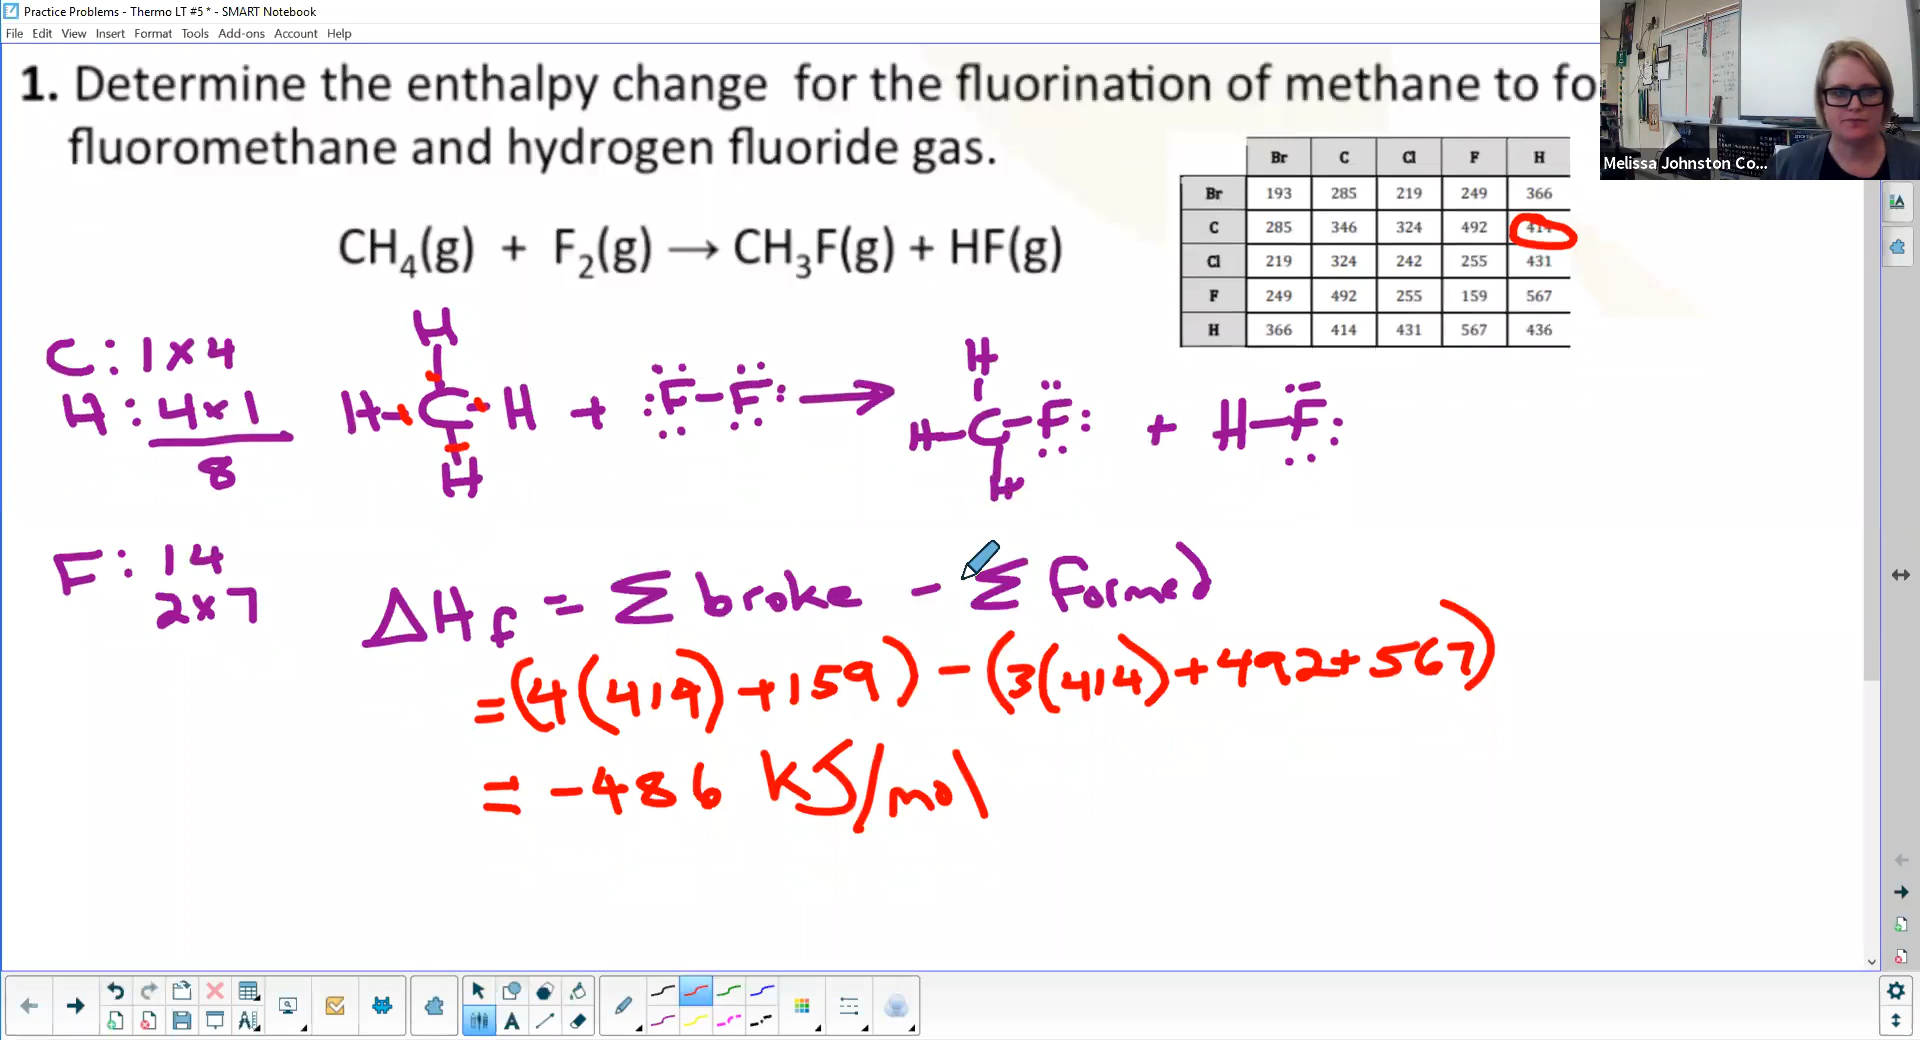 Practice Problems - Thermo LT #5 * - SMART Notebook
File Edit View Insert Format Tools Add-ons Account Help
1. Determine the enthalpy change for the fluorination of methane to fo
fluoromethane and hydrogen fluoride gas.
Melissa Johnston Co...
Br C Cl F H
Br 193 285 219 249 366
C 285 346 324 492
Cl 219 324 242 255 431
F 249 492 255 159 567
H 366 414 431 567 436
CH₄(g) + F₂(g) → CH₃F(g) + HF(g)
C: 1 x 4
H: 4 x 1
8
H
H-C-H + :F-F: →
H
H
H-C-F: + H-F:
H
F: 14
2 x 7
ΔHf = Σ broke - Σ formed
= (4(414) + 159) - (3(414) + 492 + 567)
= -486 kJ/mol